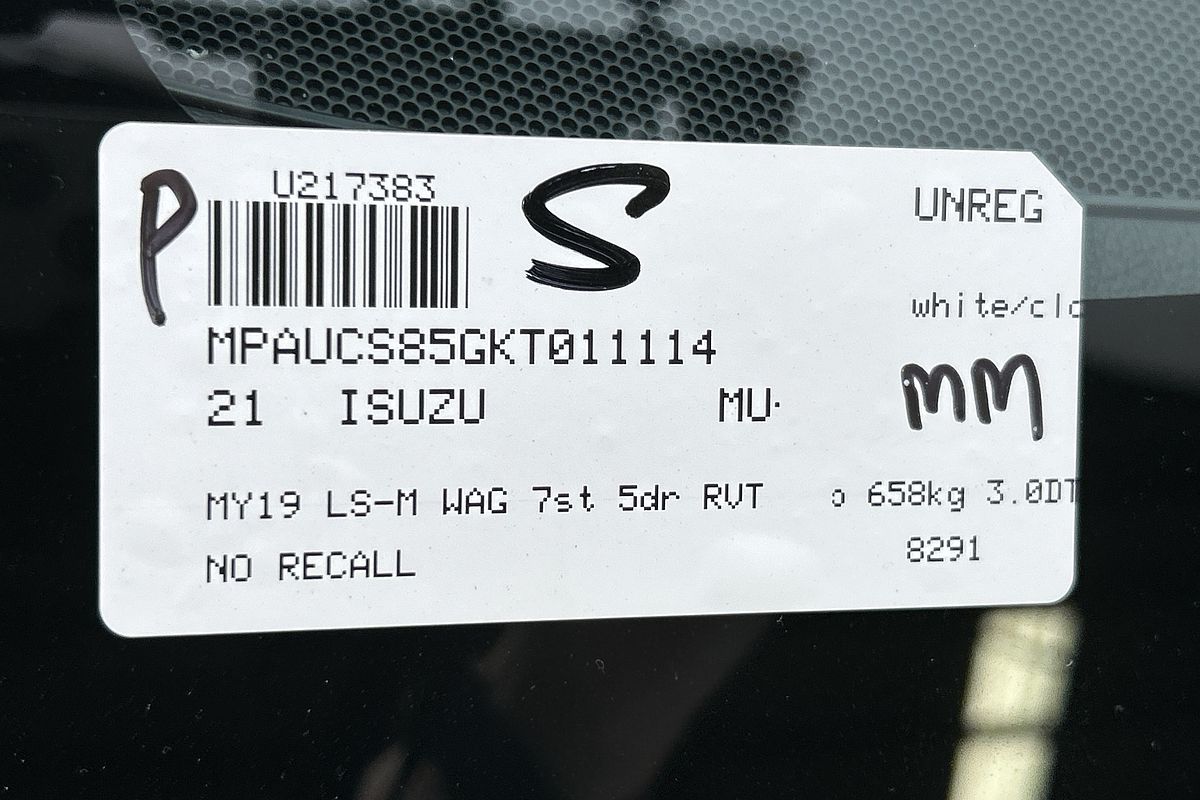 U217383
P S UNREG
white/clo
MPAUCS85GKT011114
21 ISUZU MU- MM
MY19 LS-M WAG 7st 5dr RVT 658kg 3.0DT
NO RECALL 8291